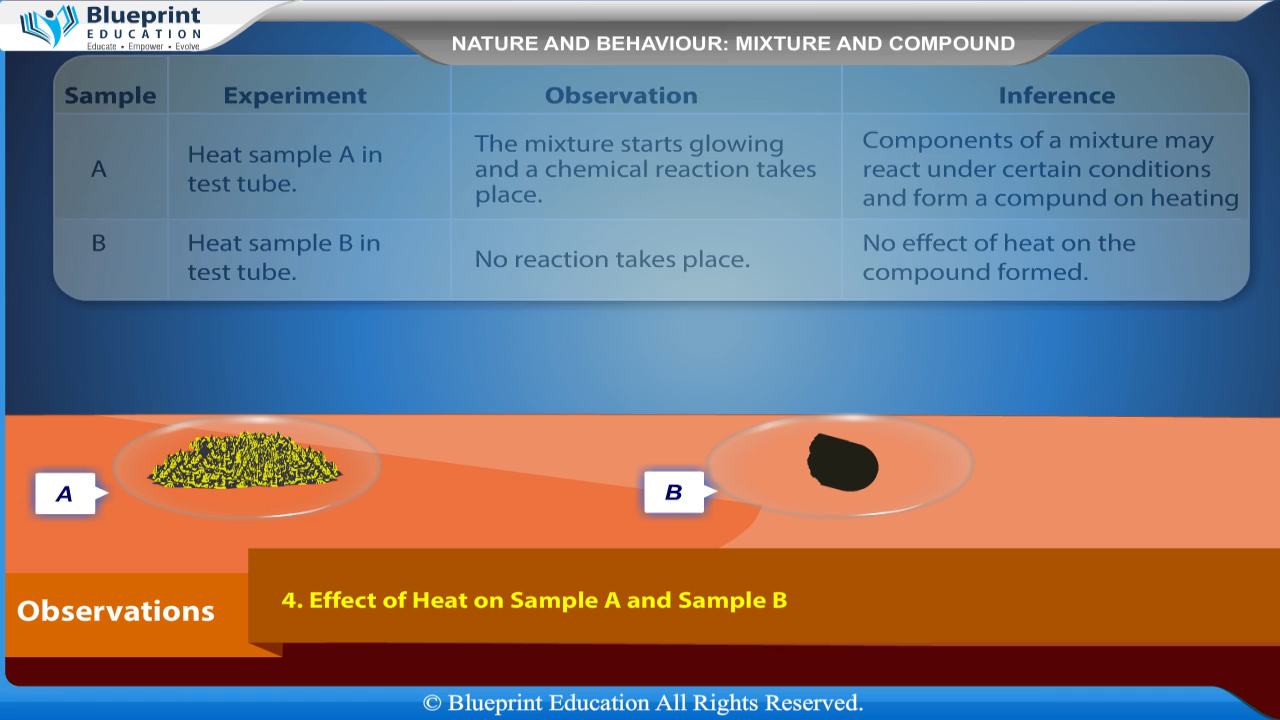 Blueprint
EDUCATION
Educate • Empower • Evolve
NATURE AND BEHAVIOUR: MIXTURE AND COMPOUND
Sample Experiment Observation Inference
A
Heat sample A in
test tube.
The mixture starts glowing
and a chemical reaction takes
place.
Components of a mixture may
react under certain conditions
and form a compund on heating
B
Heat sample B in
test tube.
No reaction takes place.
No effect of heat on the
compound formed.
A
B
Observations
4. Effect of Heat on Sample A and Sample B
© Blueprint Education All Rights Reserved.